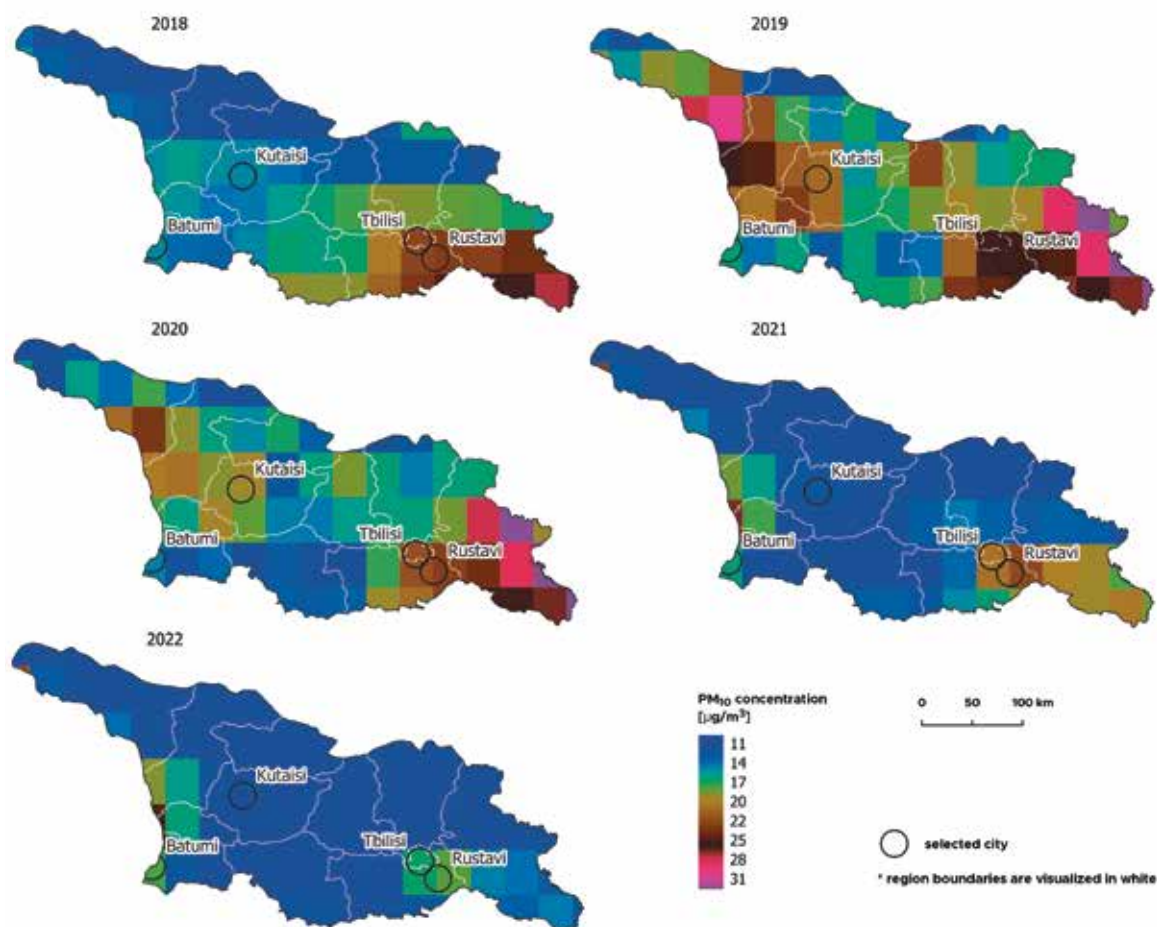 2018
Kutaisi
Batumi
Tbilisi
Rustavi
2019
Kutaisi
Batumi
Tbilisi
Rustavi
2020
Kutaisi
Batumi
Tbilisi
Rustavi
2021
Kutaisi
Batumi
Tbilisi
Rustavi
2022
Kutaisi
Batumi
Tbilisi
Rustavi
PM₁₀ concentration
[µg/m³]
11
14
17
20
22
25
28
31
0 50 100 km
selected city
* region boundaries are visualized in white